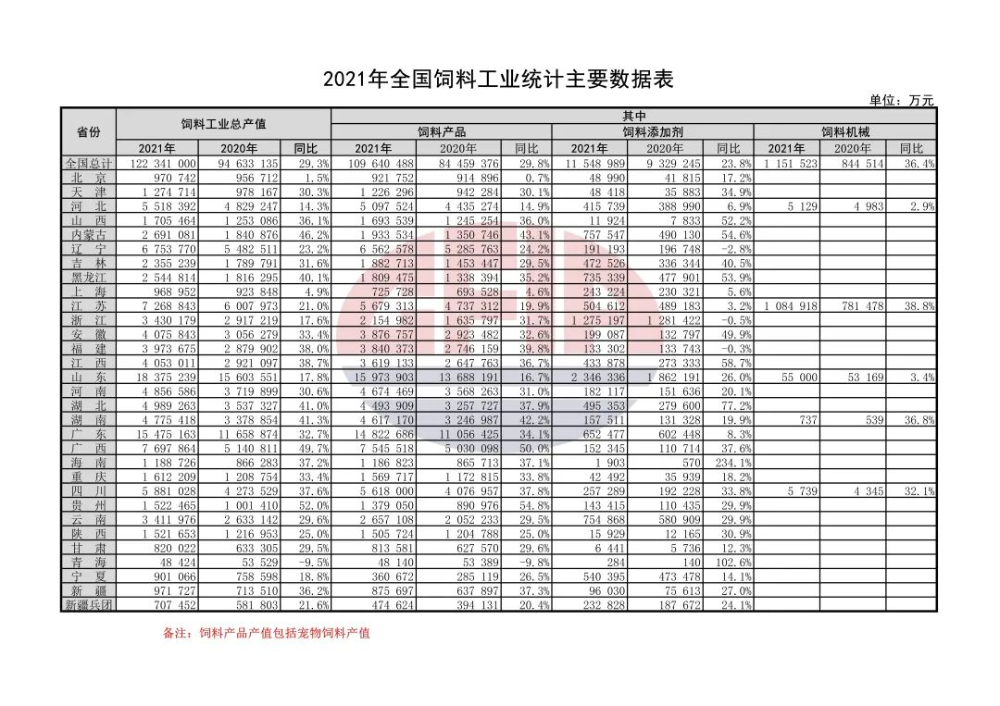 2021年全国饲料工业统计主要数据表
单位：万元
省份 饲料工业总产值 其中
饲料产品 饲料添加剂 饲料机械
2021年 2020年 同比 2021年 2020年 同比 2021年 2020年 同比 2021年 2020年 同比
全国总计 122 341 000 94 633 135 29.3% 109 640 488 84 459 376 29.8% 11 548 989 9 329 245 23.8% 1 151 523 844 514 36.4%
北 京 970 742 956 712 1.5% 921 752 914 896 0.7% 48 990 41 815 17.2%
天 津 1 274 714 978 167 30.3% 1 226 296 942 284 30.1% 48 418 35 883 34.9%
河 北 5 518 392 4 829 247 14.3% 5 097 524 4 435 274 14.9% 415 739 388 990 6.9% 5 129 4 983 2.9%
山 西 1 705 464 1 253 086 36.1% 1 693 539 1 245 254 36.0% 11 924 7 833 52.2%
内蒙古 2 691 081 1 840 876 46.2% 1 933 534 1 350 746 43.1% 757 547 490 130 54.6%
辽 宁 6 753 770 5 482 511 23.2% 6 562 578 5 285 763 24.2% 191 193 196 748 -2.8%
吉 林 2 355 239 1 789 791 31.6% 1 882 713 1 453 447 29.5% 472 526 336 344 40.5%
黑龙江 2 544 814 1 816 295 40.1% 1 809 475 1 338 394 35.2% 735 339 477 901 53.9%
上 海 968 952 923 848 4.9% 725 728 693 528 4.6% 243 224 230 321 5.6%
江 苏 7 268 843 6 007 973 21.0% 5 679 313 4 737 312 19.9% 504 612 489 183 3.2% 1 084 918 781 478 38.8%
浙 江 3 430 179 2 917 219 17.6% 2 154 982 1 635 797 31.7% 1 275 197 1 281 422 -0.5%
安 徽 4 075 843 3 056 279 33.4% 3 876 757 2 923 482 32.6% 199 087 132 797 49.9%
福 建 3 973 675 2 879 902 38.0% 3 840 373 2 746 159 39.8% 133 302 133 743 -0.3%
江 西 4 053 011 2 921 097 38.7% 3 619 133 2 647 763 36.7% 433 878 273 333 58.7%
山 东 18 375 239 15 603 551 17.8% 15 973 903 13 688 191 16.7% 2 346 336 1 862 191 26.0% 55 000 53 169 3.4%
河 南 4 856 586 3 719 899 30.6% 4 674 469 3 568 263 31.0% 182 117 151 636 20.1%
湖 北 4 989 263 3 537 327 41.0% 4 493 909 3 257 727 37.9% 495 353 279 600 77.2%
湖 南 4 775 418 3 378 854 41.3% 4 617 170 3 246 987 42.2% 157 511 131 328 19.9% 737 539 36.8%
广 东 15 475 163 11 658 874 32.7% 14 822 686 11 056 425 34.1% 652 477 602 448 8.3%
广 西 7 697 864 5 140 811 49.7% 7 545 518 5 030 098 50.0% 152 345 110 714 37.6%
海 南 1 188 726 866 283 37.2% 1 186 823 865 713 37.1% 1 903 570 234.1%
重 庆 1 612 209 1 208 754 33.4% 1 569 717 1 172 815 33.8% 42 492 35 939 18.2%
四 川 5 881 028 4 273 529 37.6% 5 618 000 4 076 957 37.8% 257 289 192 228 33.8% 5 739 4 345 32.1%
贵 州 1 522 465 1 001 410 52.0% 1 379 050 890 976 54.8% 143 415 110 435 29.9%
云 南 3 411 976 2 633 142 29.6% 2 657 108 2 052 233 29.5% 754 868 580 909 29.9%
陕 西 1 521 653 1 216 953 25.0% 1 505 724 1 204 788 25.0% 15 929 12 165 30.9%
甘 肃 820 022 633 305 29.5% 813 581 627 570 29.6% 6 441 5 736 12.3%
青 海 48 424 53 529 -9.5% 48 140 53 389 -9.8% 284 140 102.6%
宁 夏 901 066 758 598 18.8% 360 672 285 119 26.5% 540 395 473 478 14.1%
新 疆 971 727 713 510 36.2% 875 697 637 897 37.3% 96 030 75 613 27.0%
新疆兵团 707 452 581 803 21.6% 474 624 394 131 20.4% 232 828 187 672 24.1%
备注：饲料产品产值包括宠物饲料产值